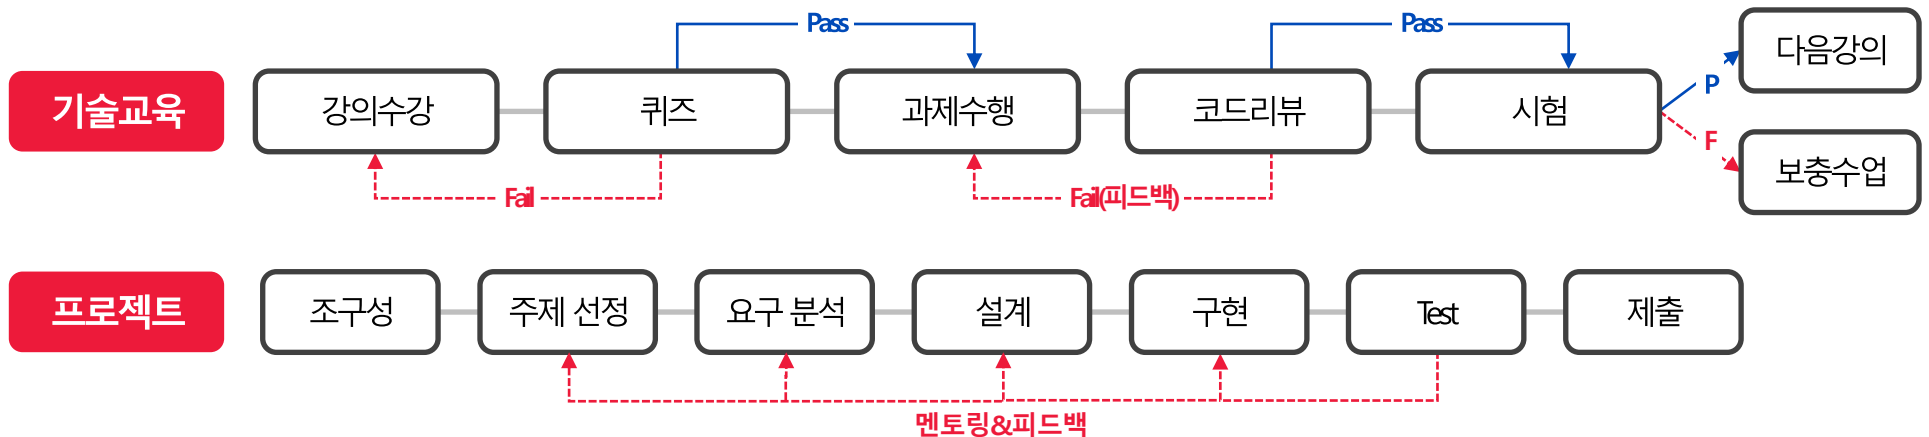 Pass
Pass
기술교육
강의수강
퀴즈
과제수행
코드리뷰
시험
P
다음강의
F
보충수업
Fail
Fail(피드백)
프로젝트
조구성
주제 선정
요구 분석
설계
구현
Test
제출
멘토링&피드백